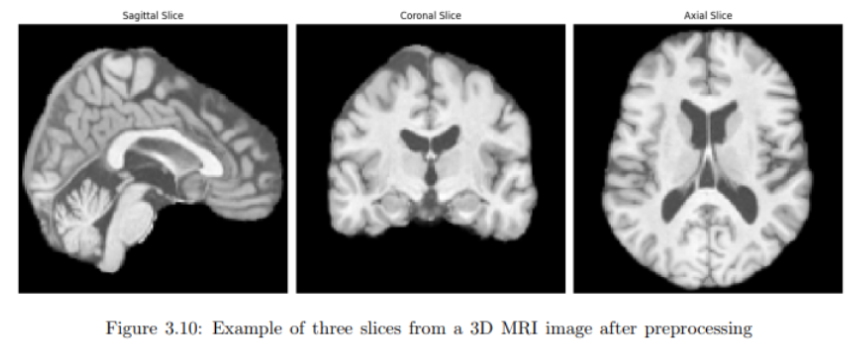 Sagittal Slice
Coronal Slice
Axial Slice
Figure 3.10: Example of three slices from a 3D MRI image after preprocessing